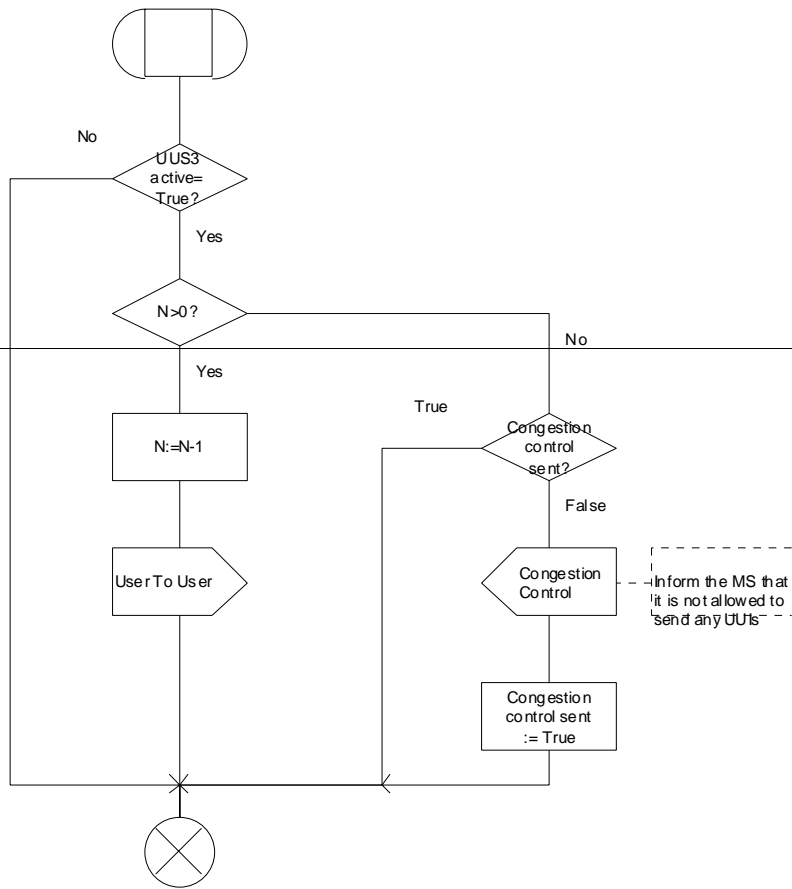 No
UUS3
active=
True?
Yes
N>0?
No
Yes
True
Congestion
control
sent?
N:=N-1
False
User To User
Congestion
Control
Inform the MS that
it is not allowed to
send any UUIs
Congestion
control sent
:= True